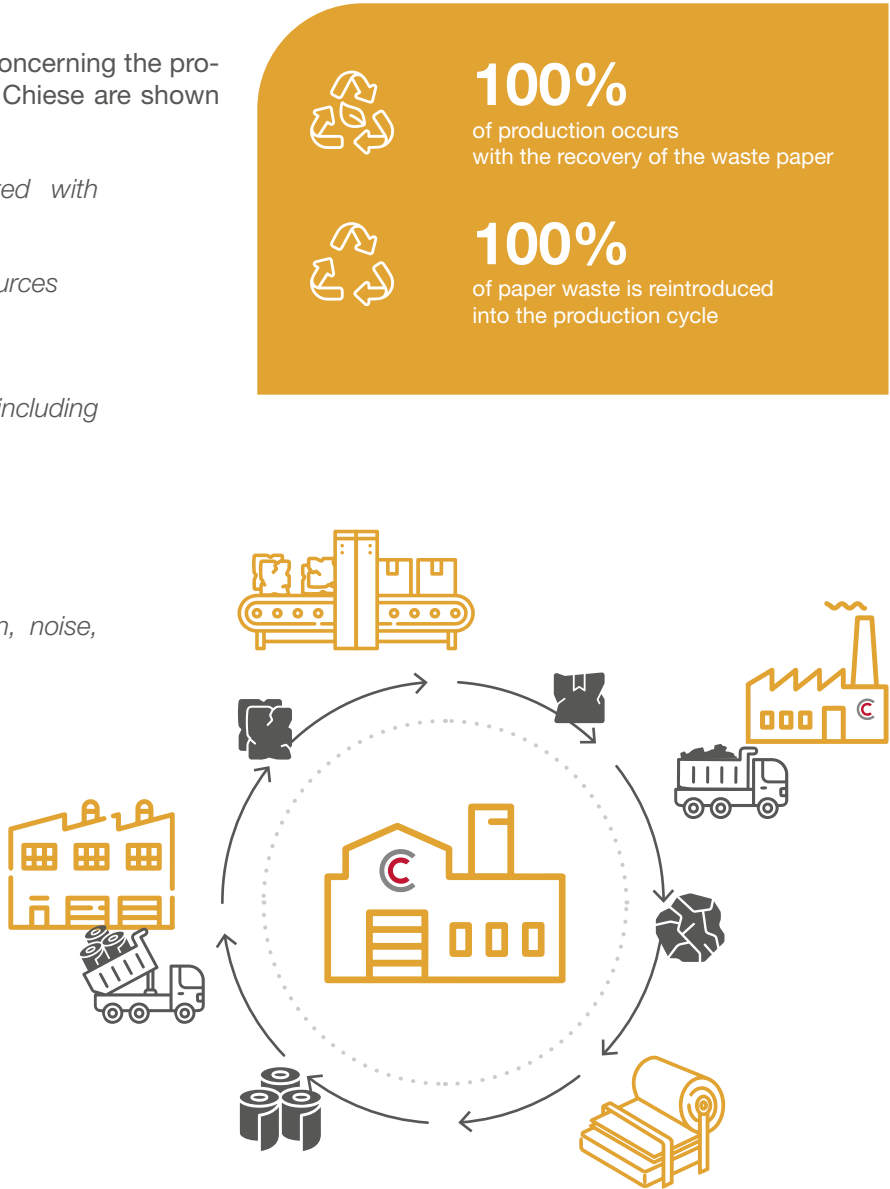 oncerning the pro-
Chiese are shown
ed with
urces
including
n, noise,
100%
of production occurs
with the recovery of the waste paper
100%
of paper waste is reintroduced
into the production cycle